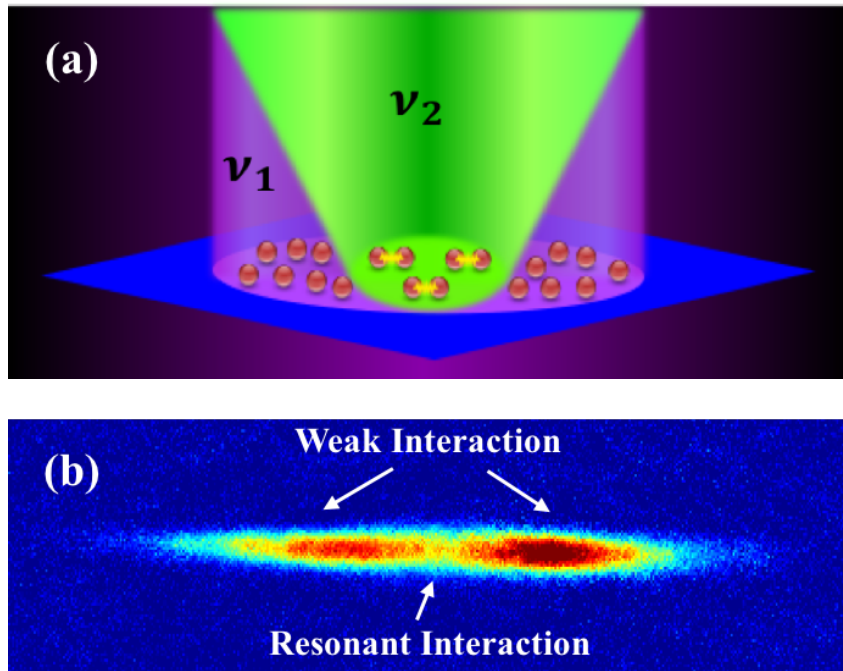 (a)
ν₂
ν₁
(b)
Weak Interaction
Resonant Interaction